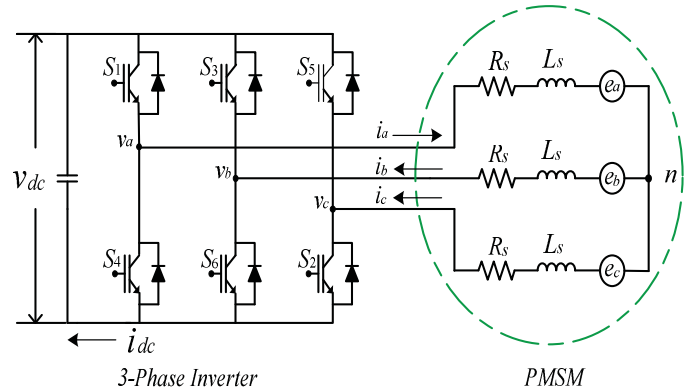 S1
S3
S5
Rs
Ls
ea
va
ia
vdc
vb
ib
Rs
Ls
eb
n
vc
ic
S4
S6
S2
Rs
Ls
ec
idc
3-Phase Inverter
PMSM